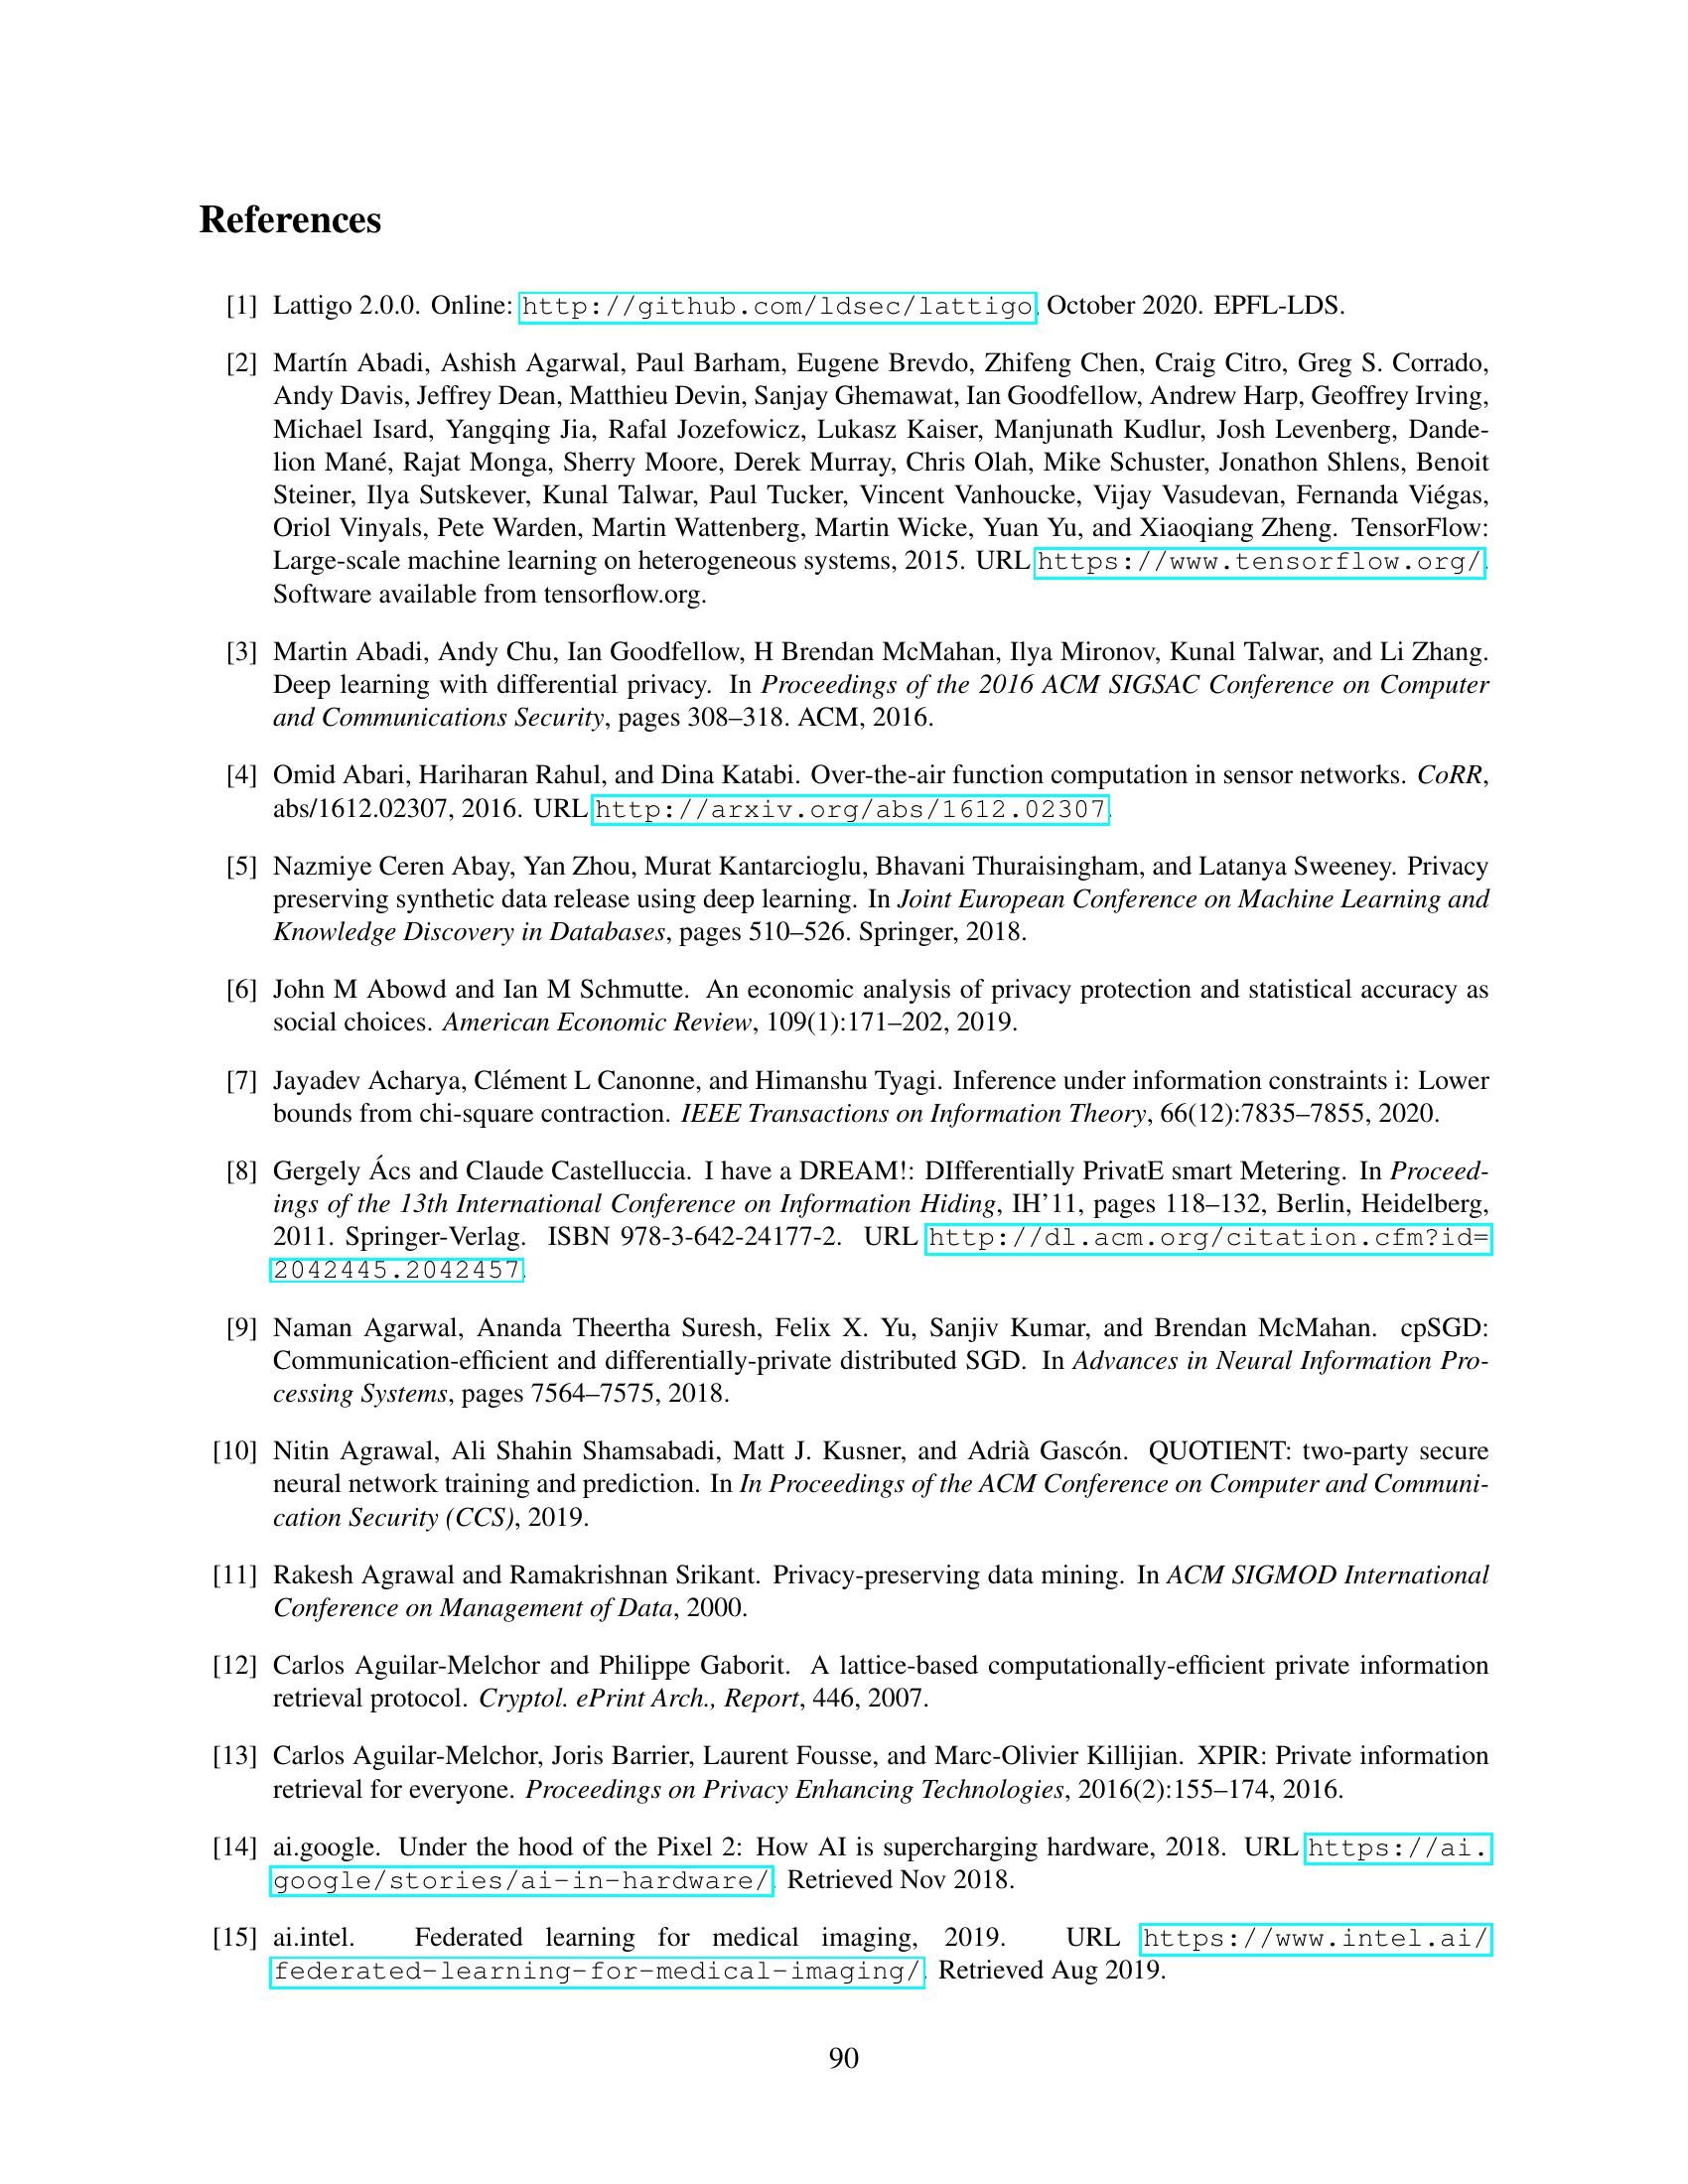 References
[1] Lattigo 2.0.0. Online: http://github.com/ldsec/lattigo, October 2020. EPFL-LDS.
[2] Martín Abadi, Ashish Agarwal, Paul Barham, Eugene Brevdo, Zhifeng Chen, Craig Citro, Greg S. Corrado,
Andy Davis, Jeffrey Dean, Matthieu Devin, Sanjay Ghemawat, Ian Goodfellow, Andrew Harp, Geoffrey Irving,
Michael Isard, Yangqing Jia, Rafal Jozefowicz, Lukasz Kaiser, Manjunath Kudlur, Josh Levenberg, Dande-
lion Mané, Rajat Monga, Sherry Moore, Derek Murray, Chris Olah, Mike Schuster, Jonathon Shlens, Benoit
Steiner, Ilya Sutskever, Kunal Talwar, Paul Tucker, Vincent Vanhoucke, Vijay Vasudevan, Fernanda Viégas,
Oriol Vinyals, Pete Warden, Martin Wattenberg, Martin Wicke, Yuan Yu, and Xiaoqiang Zheng. TensorFlow:
Large-scale machine learning on heterogeneous systems, 2015. URL https://www.tensorflow.org/.
Software available from tensorflow.org.
[3] Martin Abadi, Andy Chu, Ian Goodfellow, H Brendan McMahan, Ilya Mironov, Kunal Talwar, and Li Zhang.
Deep learning with differential privacy. In Proceedings of the 2016 ACM SIGSAC Conference on Computer
and Communications Security, pages 308–318. ACM, 2016.
[4] Omid Abari, Hariharan Rahul, and Dina Katabi. Over-the-air function computation in sensor networks. CoRR,
abs/1612.02307, 2016. URL http://arxiv.org/abs/1612.02307.
[5] Nazmiye Ceren Abay, Yan Zhou, Murat Kantarcioglu, Bhavani Thuraisingham, and Latanya Sweeney. Privacy
preserving synthetic data release using deep learning. In Joint European Conference on Machine Learning and
Knowledge Discovery in Databases, pages 510–526. Springer, 2018.
[6] John M Abowd and Ian M Schmutte. An economic analysis of privacy protection and statistical accuracy as
social choices. American Economic Review, 109(1):171–202, 2019.
[7] Jayadev Acharya, Clément L Canonne, and Himanshu Tyagi. Inference under information constraints i: Lower
bounds from chi-square contraction. IEEE Transactions on Information Theory, 66(12):7835–7855, 2020.
[8] Gergely Ács and Claude Castelluccia. I have a DREAM!: DIfferentially PrivatE smart Metering. In Proceed-
ings of the 13th International Conference on Information Hiding, IH'11, pages 118–132, Berlin, Heidelberg,
2011. Springer-Verlag. ISBN 978-3-642-24177-2. URL http://dl.acm.org/citation.cfm?id=
2042445.2042457.
[9] Naman Agarwal, Ananda Theertha Suresh, Felix X. Yu, Sanjiv Kumar, and Brendan McMahan. cpSGD:
Communication-efficient and differentially-private distributed SGD. In Advances in Neural Information Pro-
cessing Systems, pages 7564–7575, 2018.
[10] Nitin Agrawal, Ali Shahin Shamsabadi, Matt J. Kusner, and Adrià Gascón. QUOTIENT: two-party secure
neural network training and prediction. In In Proceedings of the ACM Conference on Computer and Communi-
cation Security (CCS), 2019.
[11] Rakesh Agrawal and Ramakrishnan Srikant. Privacy-preserving data mining. In ACM SIGMOD International
Conference on Management of Data, 2000.
[12] Carlos Aguilar-Melchor and Philippe Gaborit. A lattice-based computationally-efficient private information
retrieval protocol. Cryptol. ePrint Arch., Report, 446, 2007.
[13] Carlos Aguilar-Melchor, Joris Barrier, Laurent Fousse, and Marc-Olivier Killijian. XPIR: Private information
retrieval for everyone. Proceedings on Privacy Enhancing Technologies, 2016(2):155–174, 2016.
[14] ai.google. Under the hood of the Pixel 2: How AI is supercharging hardware, 2018. URL https://ai.
google/stories/ai-in-hardware/. Retrieved Nov 2018.
[15] ai.intel. Federated learning for medical imaging, 2019. URL https://www.intel.ai/
federated-learning-for-medical-imaging/. Retrieved Aug 2019.
90